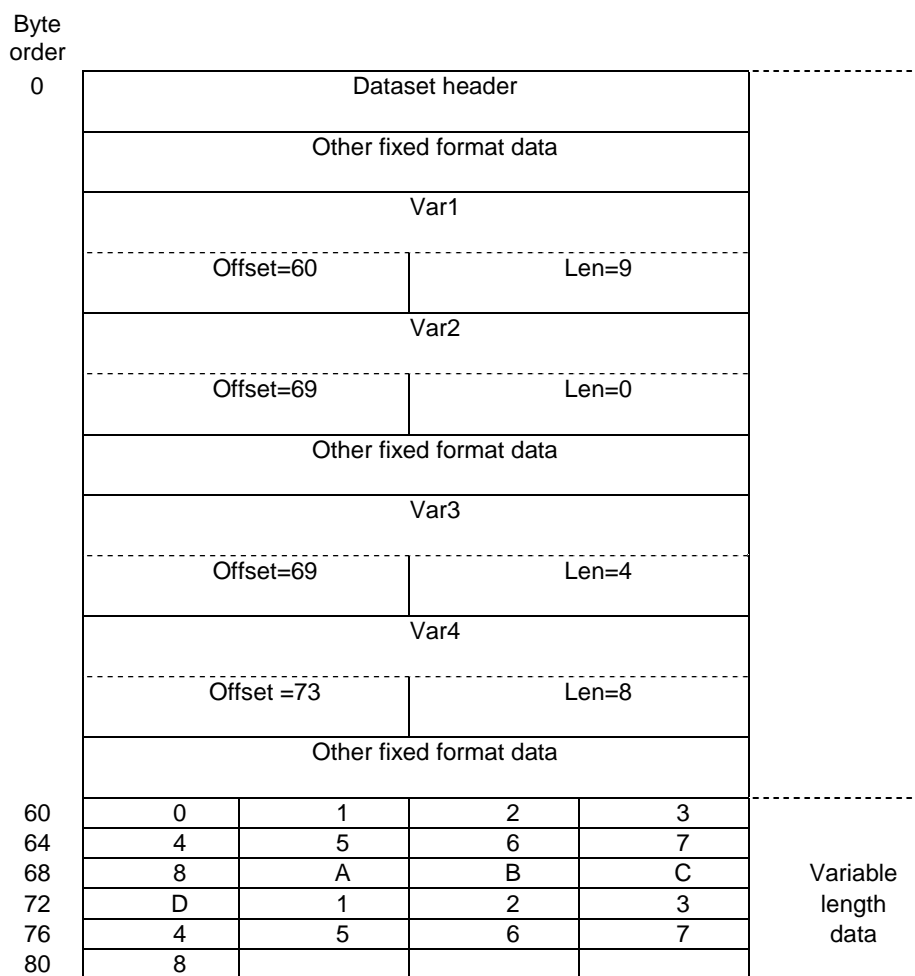 Byte
order
0 Dataset header
Other fixed format data
Var1
Offset=60 Len=9
Var2
Offset=69 Len=0
Other fixed format data
Var3
Offset=69 Len=4
Var4
Offset =73 Len=8
Other fixed format data
60 0 1 2 3
64 4 5 6 7
68 8 A B C Variable
72 D 1 2 3 length
76 4 5 6 7 data
80 8